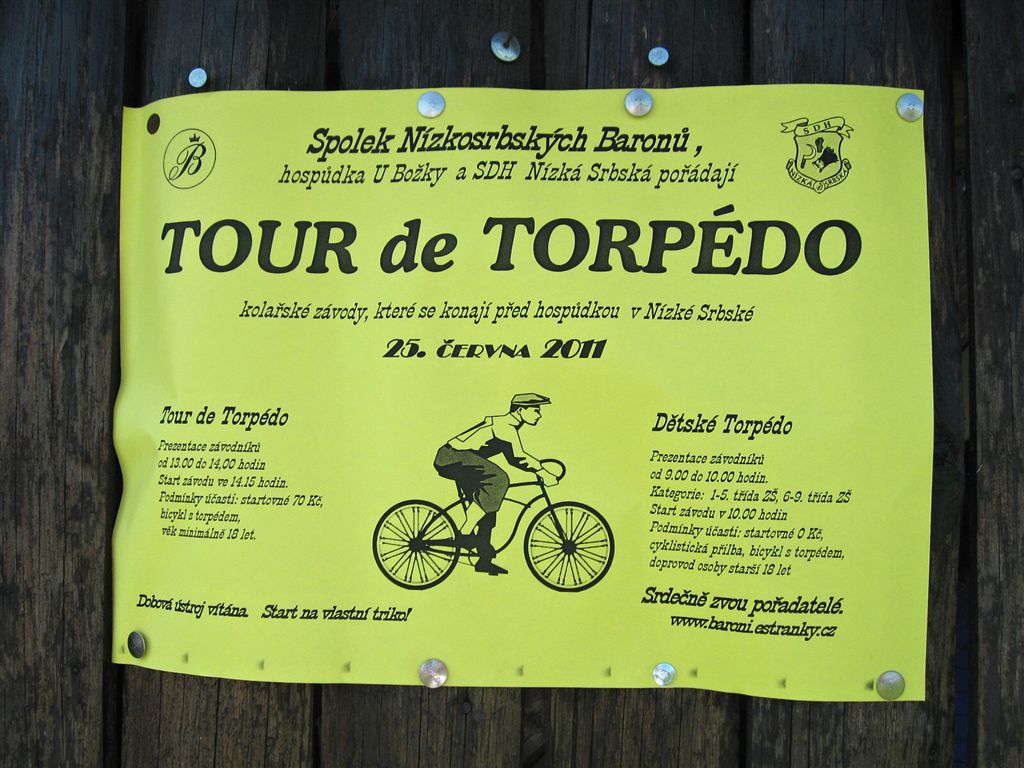 B
SDH
NÍZKÁ SRBSKÁ
Spolek Nízkosrbských Baronů ,
hospůdka U Božky a SDH Nízká Srbská pořádají
TOUR de TORPÉDO
kolařské závody, které se konají před hospůdkou v Nízké Srbské
25. ČERVNA 2011
Tour de Torpédo
Prezentace závodníků
od 13.00 do 14,00 hodin
Start závodu ve 14.15 hodin.
Podmínky účasti: startovné 70 Kč,
bicykl s torpédem,
věk minimálně 18 let.
Dobová ústroj vítána. Start na vlastní triko!
Dětské Torpédo
Prezentace závodníků
od 9.00 do 10.00 hodin.
Kategorie: 1-5. třída ZŠ, 6-9. třída ZŠ
Start závodu v 10.00 hodin
Podmínky účasti: startovné 0 Kč,
cyklistická přilba, bicykl s torpédem,
doprovod osoby starší 18 let
Srdečně zvou pořadatelé.
www.baroni.estranky.cz